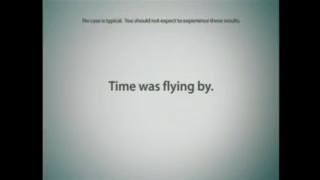 No case is typical. You should not expect to experience these results.
Time was flying by.